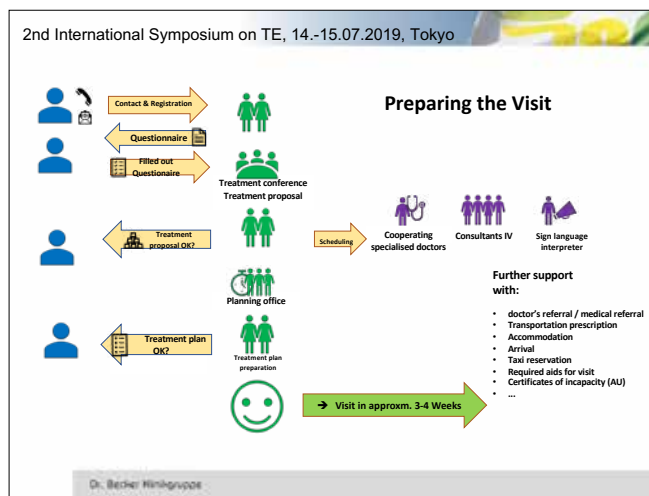 2nd International Symposium on TE, 14.-15.07.2019, Tokyo
Preparing the Visit
Contact & Registration
Questionnaire
Filled out
Questionaire
Treatment conference
Treatment proposal
Treatment
proposal OK?
Scheduling
Cooperating
specialised doctors
Consultants IV
Sign language
interpreter
Planning office
Further support
with:
• doctor's referral / medical referral
• Transportation prescription
• Accommodation
• Arrival
• Taxi reservation
• Required aids for visit
• Certificates of incapacity (AU)
• ...
Treatment plan
OK?
Treatment plan
preparation
➔ Visit in approxm. 3-4 Weeks
Dr. Becker Klinikgruppe